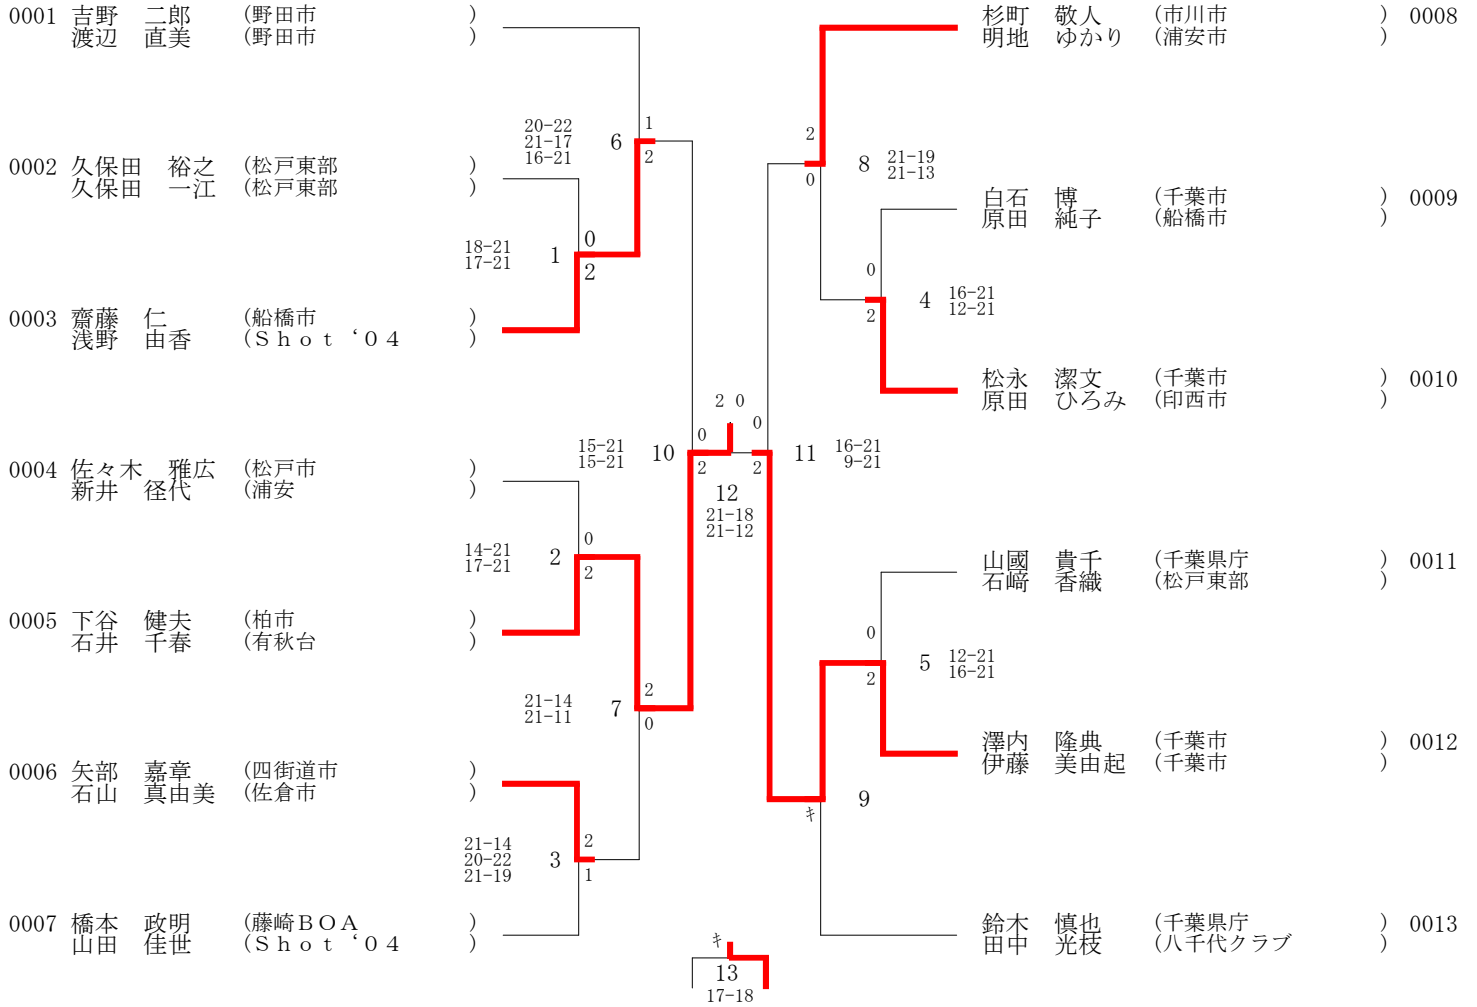 0001 吉野　二郎　（野田市　）
渡辺　直美　（野田市　）
20-22
21-17
16-21
6
1
2
0002 久保田　裕之　（松戸東部　）
久保田　一江　（松戸東部　）
18-21
17-21
1
0
2
0003 齋藤　仁　（船橋市　）
浅野　由香　（Ｓｈｏｔ‘０４　）
15-21
15-21
10
0
2
0004 佐々木　雅広　（松戸市　）
新井　径代　（浦安　）
14-21
17-21
2
0
2
0005 下谷　健夫　（柏市　）
石井　千春　（有秋台　）
21-14
21-11
7
2
0
0006 矢部　嘉章　（四街道市　）
石山　真由美　（佐倉市　）
21-14
20-22
21-19
3
2
1
0007 橋本　政明　（藤崎ＢＯＡ　）
山田　佳世　（Ｓｈｏｔ‘０４　）
2 0
12
21-18
21-12
キ
13
17-18
杉町　敬人　（市川市　） 0008
明地　ゆかり　（浦安市　）
2
0
8
21-19
21-13
白石　博　（千葉市　） 0009
原田　純子　（船橋市　）
0
2
4
16-21
12-21
松永　潔文　（千葉市　） 0010
原田　ひろみ　（印西市　）
0
2
11
16-21
9-21
山國　貴千　（千葉県庁　） 0011
石﨑　香織　（松戸東部　）
0
2
5
12-21
16-21
澤内　隆典　（千葉市　） 0012
伊藤　美由起　（千葉市　）
キ
9
鈴木　慎也　（千葉県庁　） 0013
田中　光枝　（八千代クラブ　）